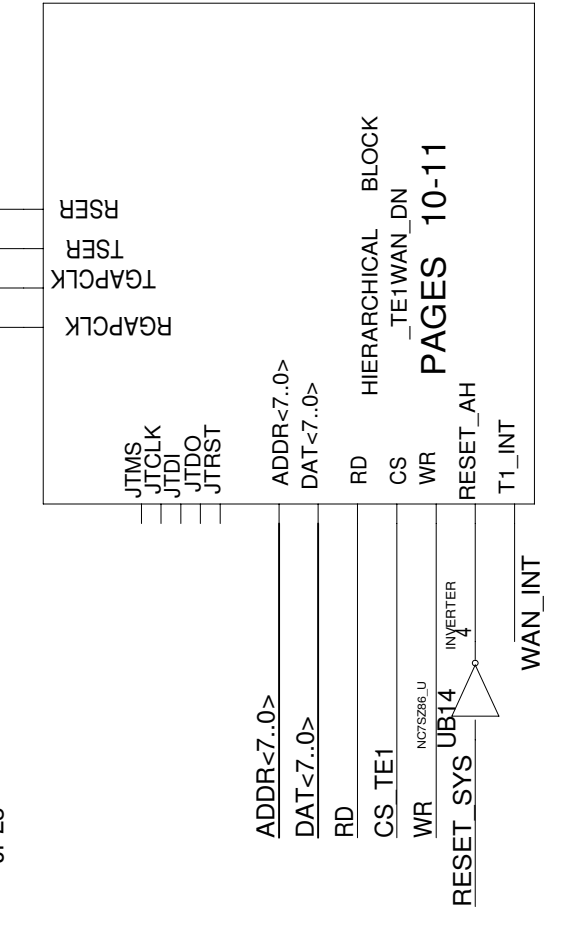 RSER
TSER
TGAPCLK
RGAPCLK
HIERARCHICAL BLOCK
_TE1WAN_DN
PAGES 10-11
JTMS
JTCLK
JTDI
JTDO
JTRST
ADDR<7..0>
DAT<7..0>
RD
CS
WR
RESET_AH
T1_INT
ADDR<7..0>
DAT<7..0>
RD
CS_TE1
WR
RESET_SYS
NC7SZ86_U
UB14
INVERTER
4
WAN_INT